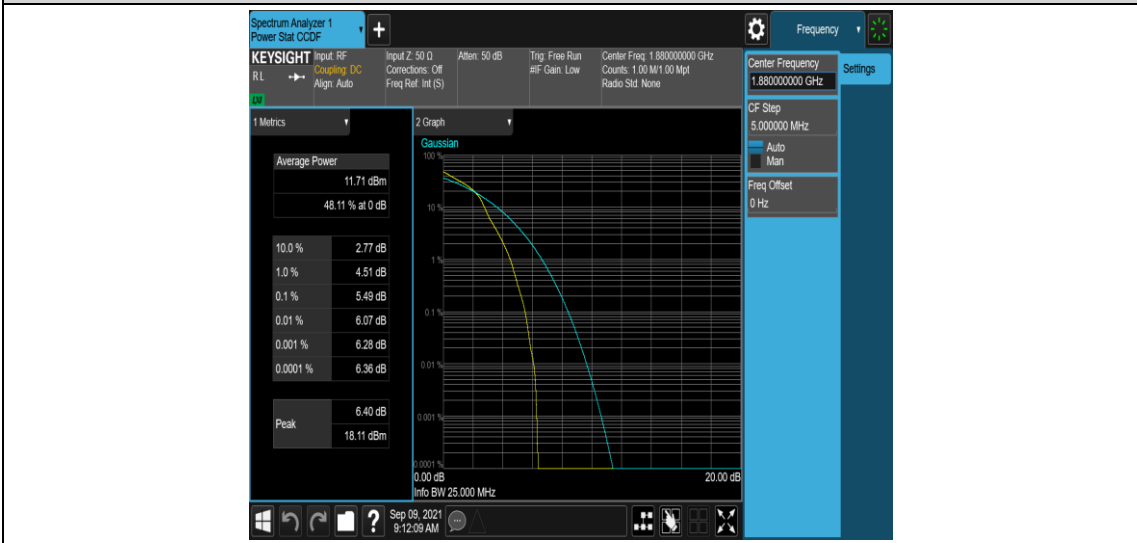 Spectrum Analyzer 1
Power Stat CCDF
+
Frequency
KEYSIGHT
RL
LXI
Input: RF
Coupling: DC
Align: Auto
Input Z: 50 Ω
Corrections: Off
Freq Ref: Int (S)
Atten: 50 dB
Trig: Free Run
#IF Gain: Low
Center Freq: 1.880000000 GHz
Counts: 1.00 M/1.00 Mpt
Radio Std: None
Center Frequency
1.880000000 GHz
Settings
CF Step
5.000000 MHz
Auto
Man
Freq Offset
0 Hz
1 Metrics
Average Power
11.71 dBm
48.11 % at 0 dB
10.0 % 2.77 dB
1.0 % 4.51 dB
0.1 % 5.49 dB
0.01 % 6.07 dB
0.001 % 6.28 dB
0.0001 % 6.36 dB
Peak 6.40 dB
18.11 dBm
2 Graph
Gaussian
100 %
10 %
1 %
0.1 %
0.01 %
0.001 %
0.0001 %
0.00 dB 20.00 dB
Info BW 25.000 MHz
?
Sep 09, 2021
9:12:09 AM